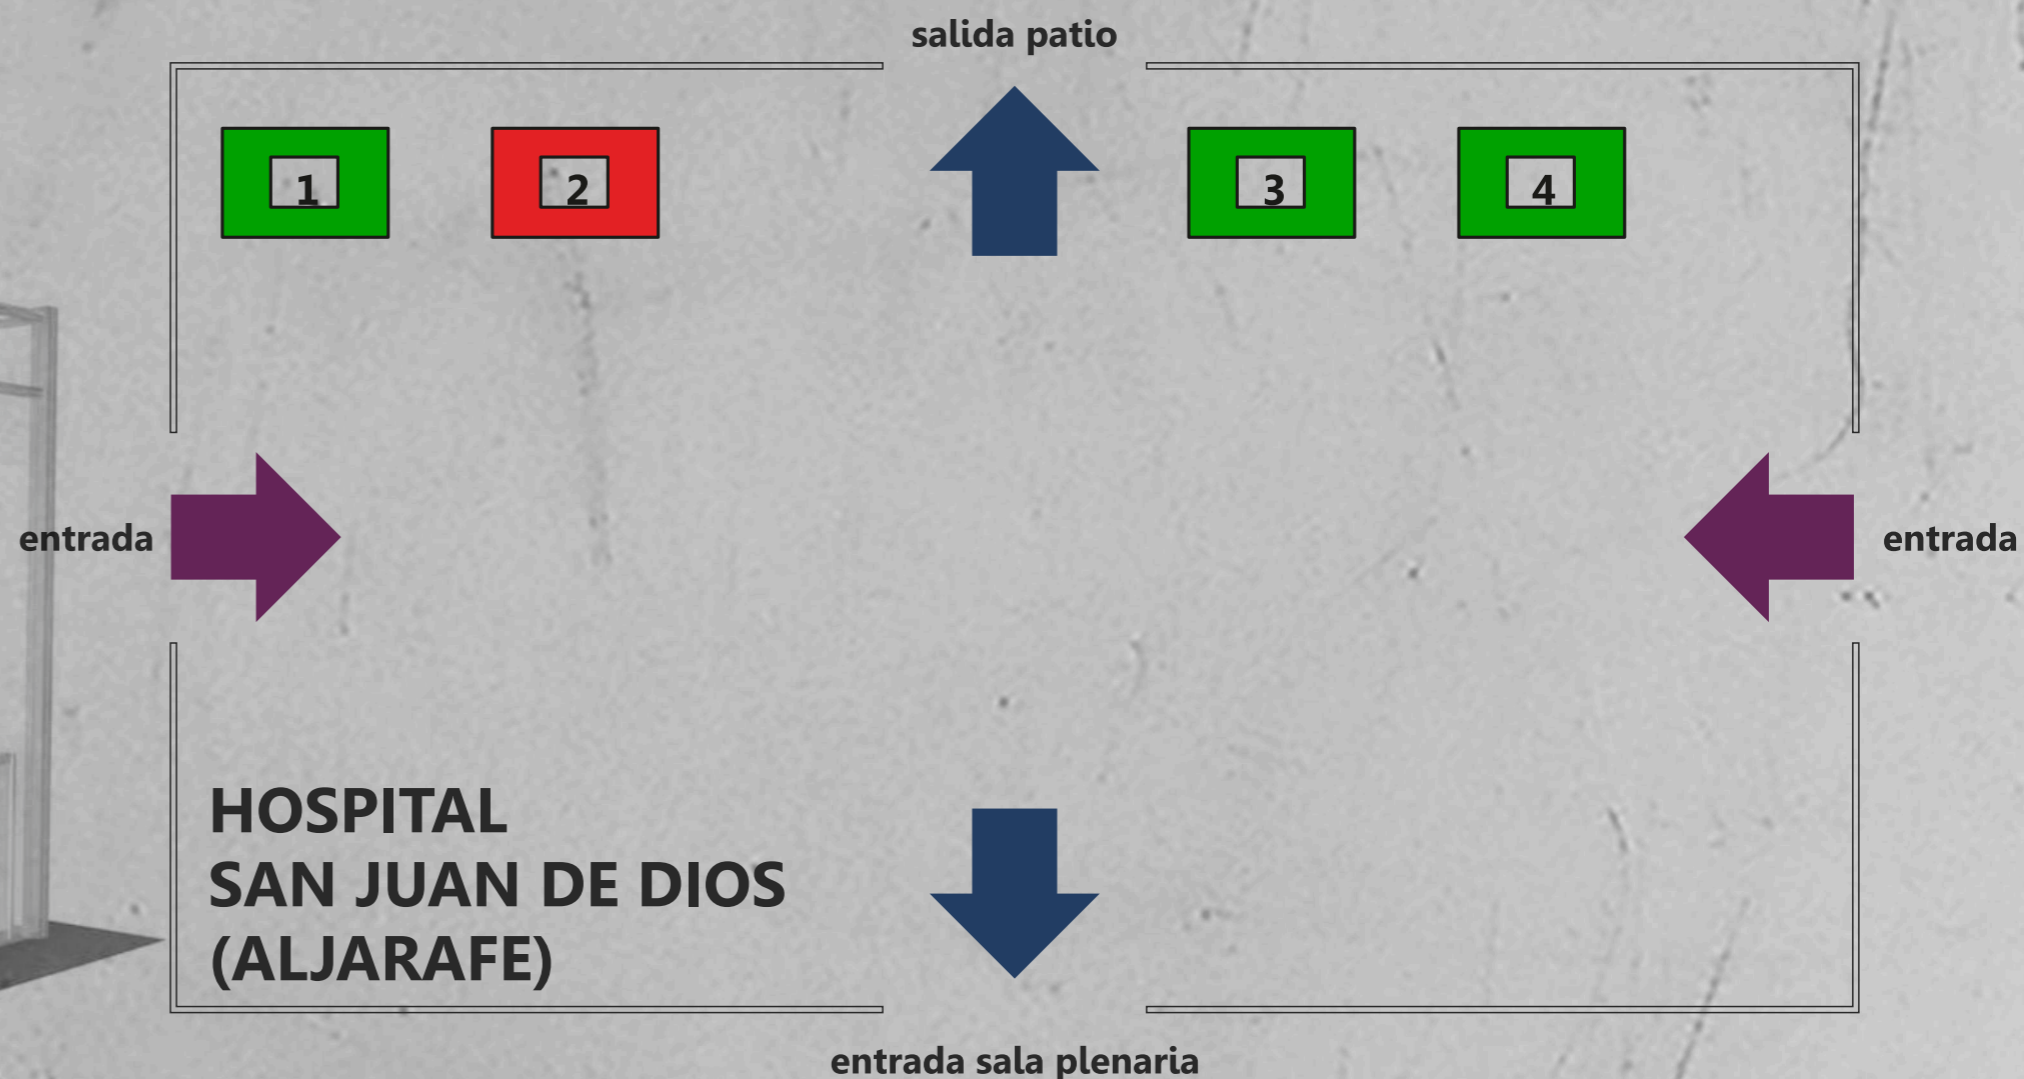 salida patio
1
2
3
4
entrada
entrada
HOSPITAL
SAN JUAN DE DIOS
(ALJARAFE)
entrada sala plenaria